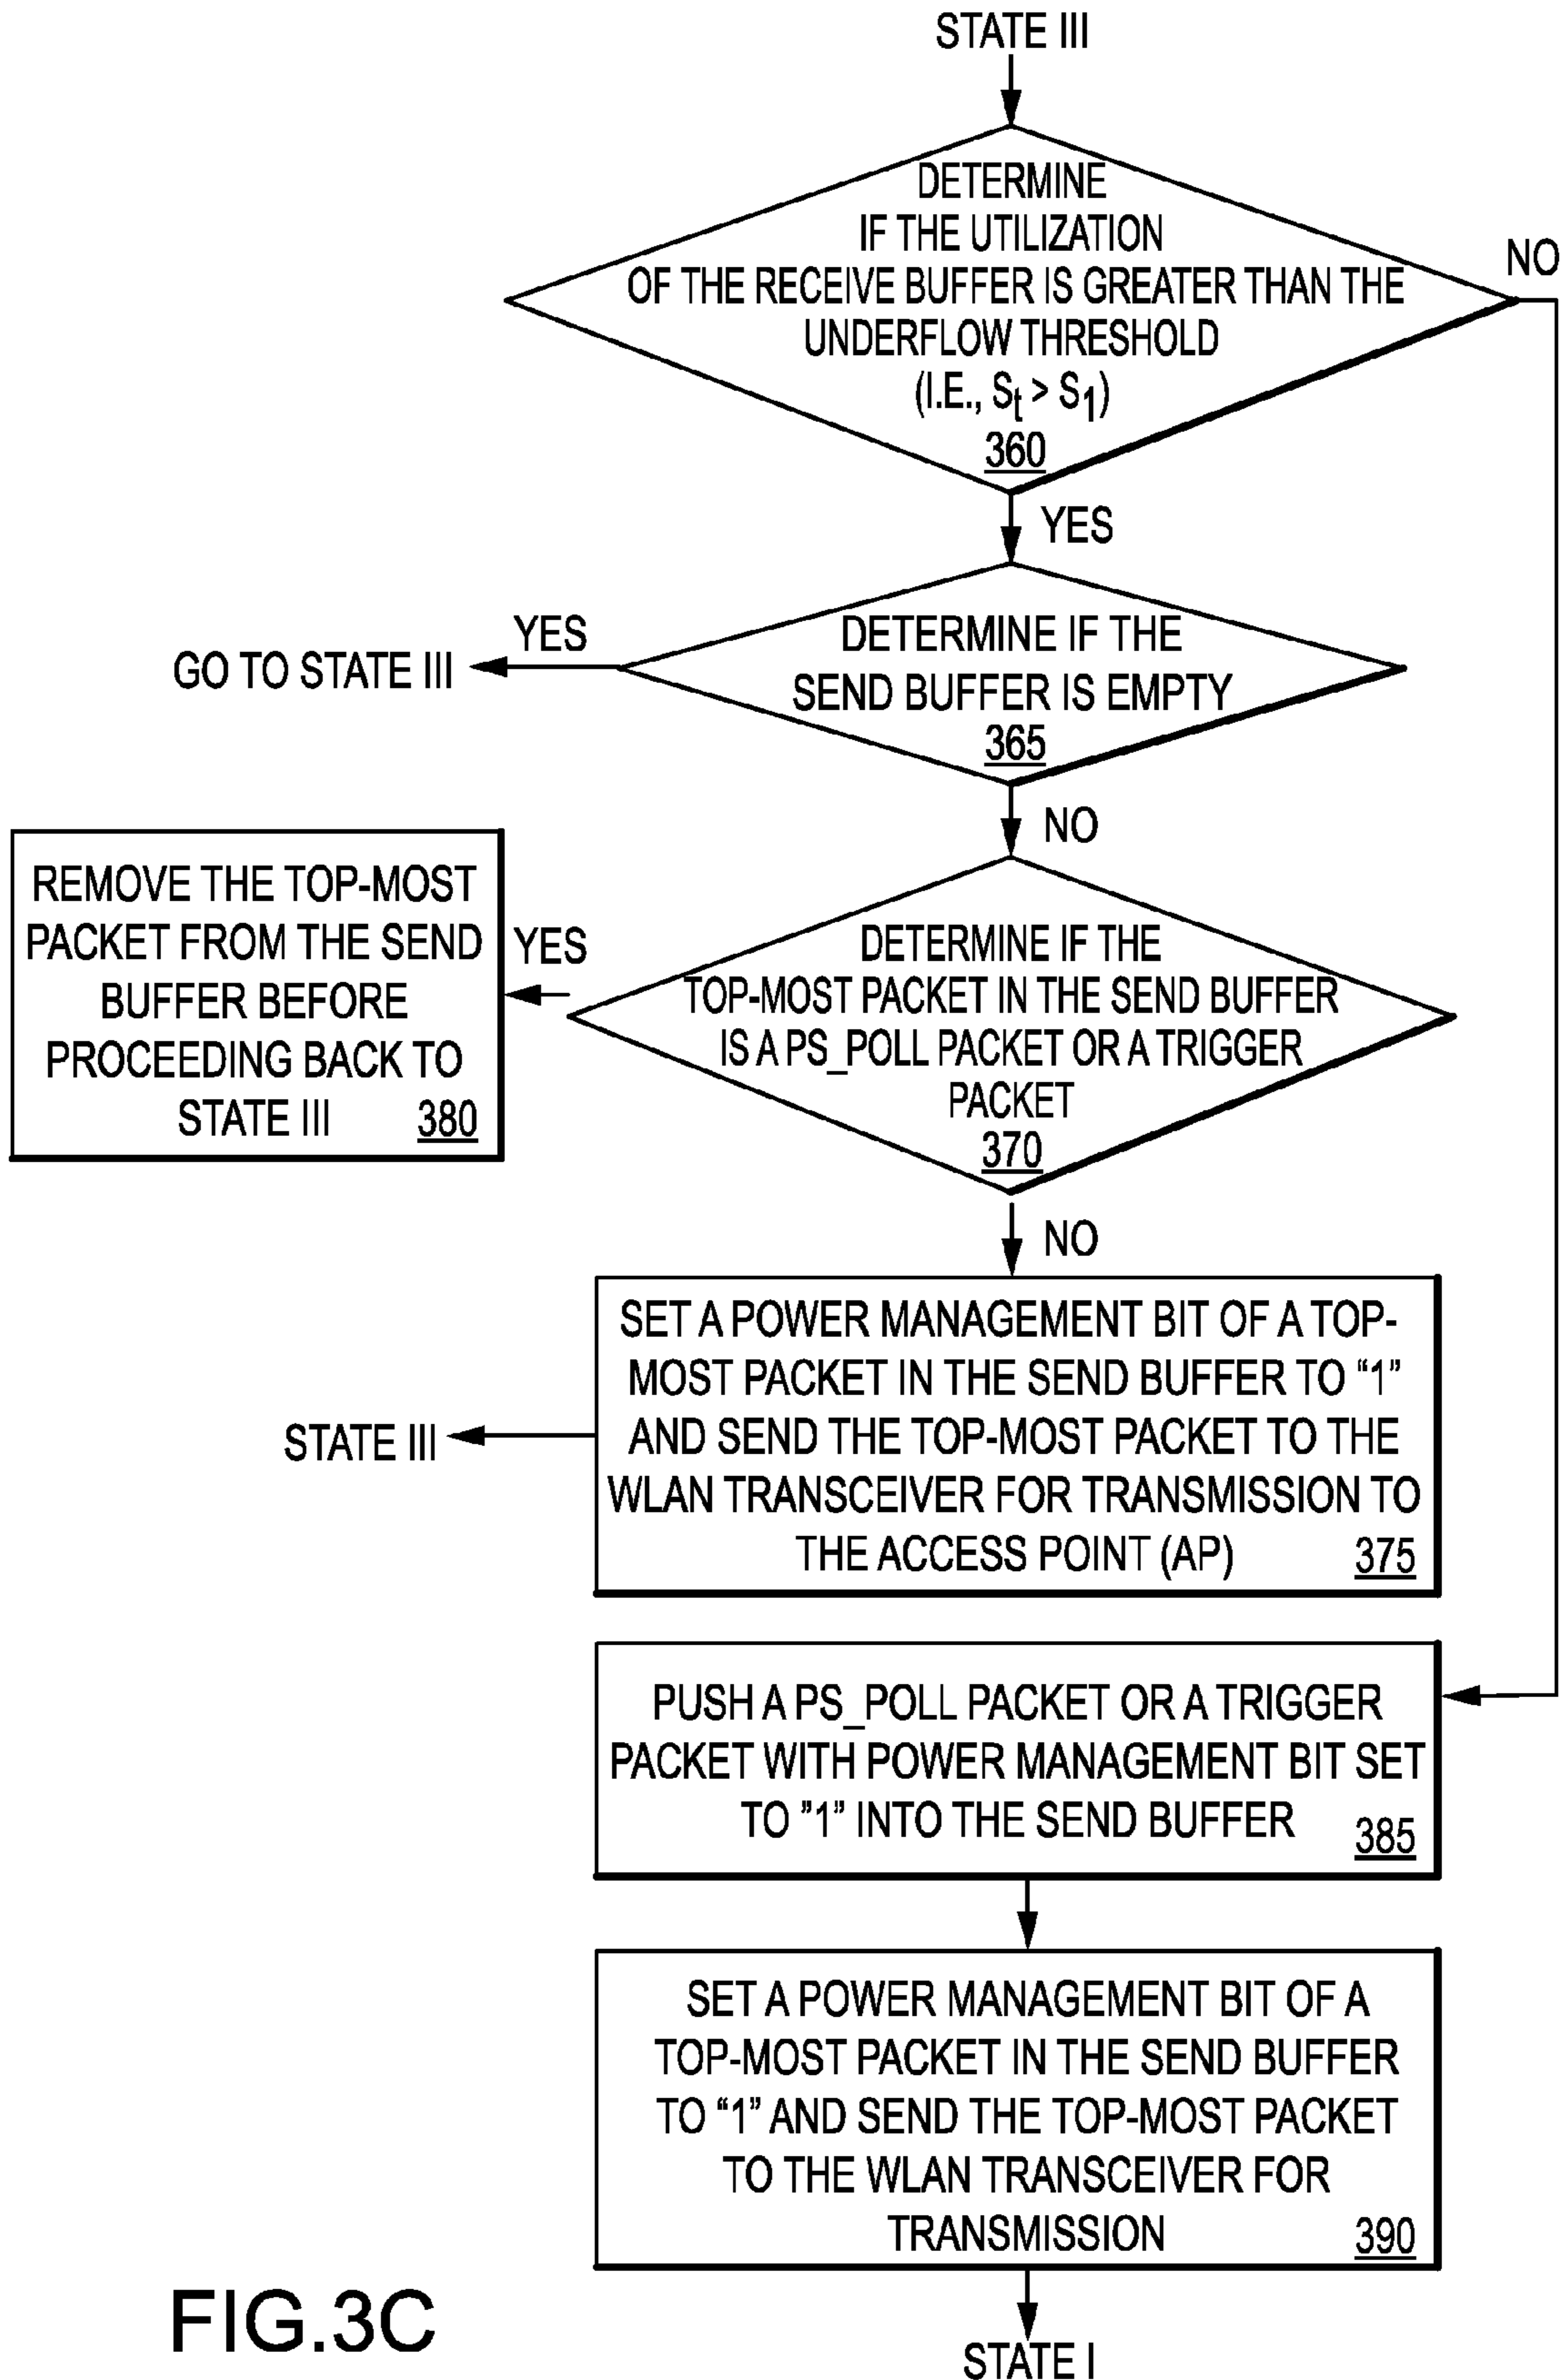 STATE III
DETERMINE
IF THE UTILIZATION
OF THE RECEIVE BUFFER IS GREATER THAN THE
UNDERFLOW THRESHOLD
(I.E., St > S1)
360
NO
YES
DETERMINE IF THE
SEND BUFFER IS EMPTY
365
YES
GO TO STATE III
NO
DETERMINE IF THE
TOP-MOST PACKET IN THE SEND BUFFER
IS A PS_POLL PACKET OR A TRIGGER
PACKET
370
YES
REMOVE THE TOP-MOST
PACKET FROM THE SEND
BUFFER BEFORE
PROCEEDING BACK TO
STATE III 380
NO
SET A POWER MANAGEMENT BIT OF A TOP-
MOST PACKET IN THE SEND BUFFER TO “1”
AND SEND THE TOP-MOST PACKET TO THE
WLAN TRANSCEIVER FOR TRANSMISSION TO
THE ACCESS POINT (AP) 375
STATE III
PUSH A PS_POLL PACKET OR A TRIGGER
PACKET WITH POWER MANAGEMENT BIT SET
TO ”1” INTO THE SEND BUFFER 385
SET A POWER MANAGEMENT BIT OF A
TOP-MOST PACKET IN THE SEND BUFFER
TO “1” AND SEND THE TOP-MOST PACKET
TO THE WLAN TRANSCEIVER FOR
TRANSMISSION 390
STATE I
FIG.3C